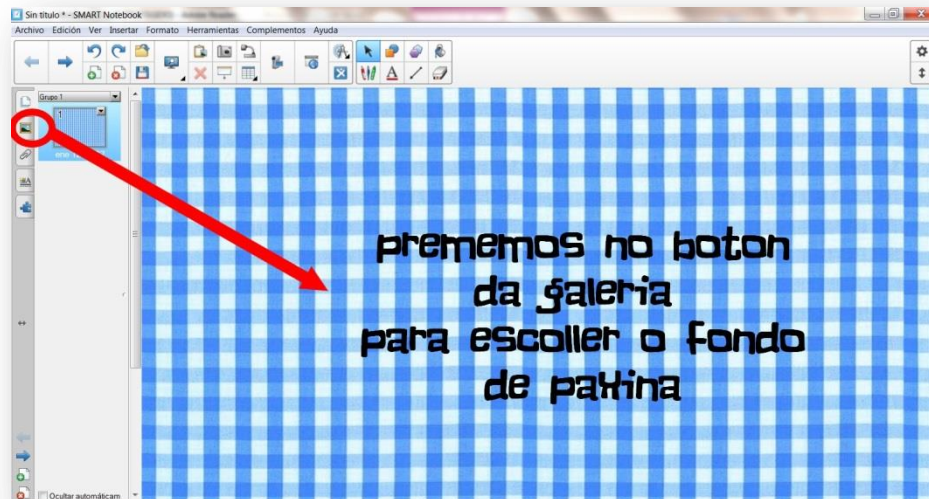 Sin título * - SMART Notebook
Archivo Edición Ver Insertar Formato Herramientas Complementos Ayuda
Grupo 1
1
prememos no boton
da galeria
para escoller o fondo
de paxina
Ocultar automáticam